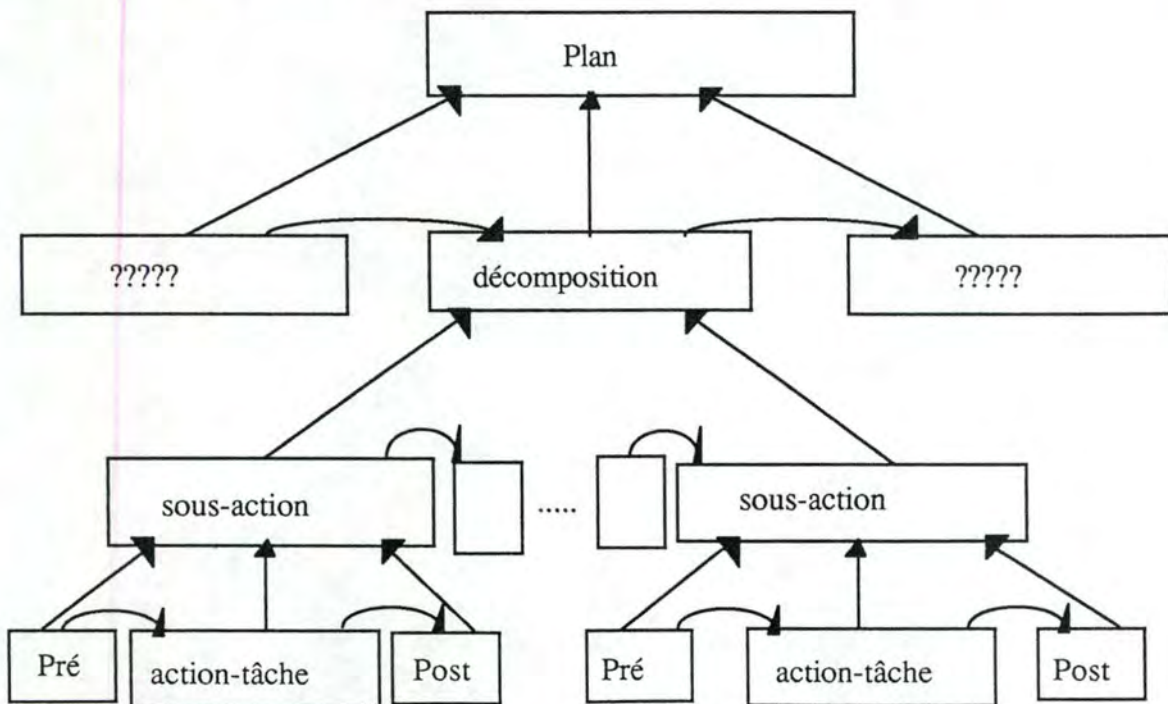 Plan
?????
décomposition
?????
sous-action
.....
sous-action
Pré
action-tâche
Post
Pré
action-tâche
Post